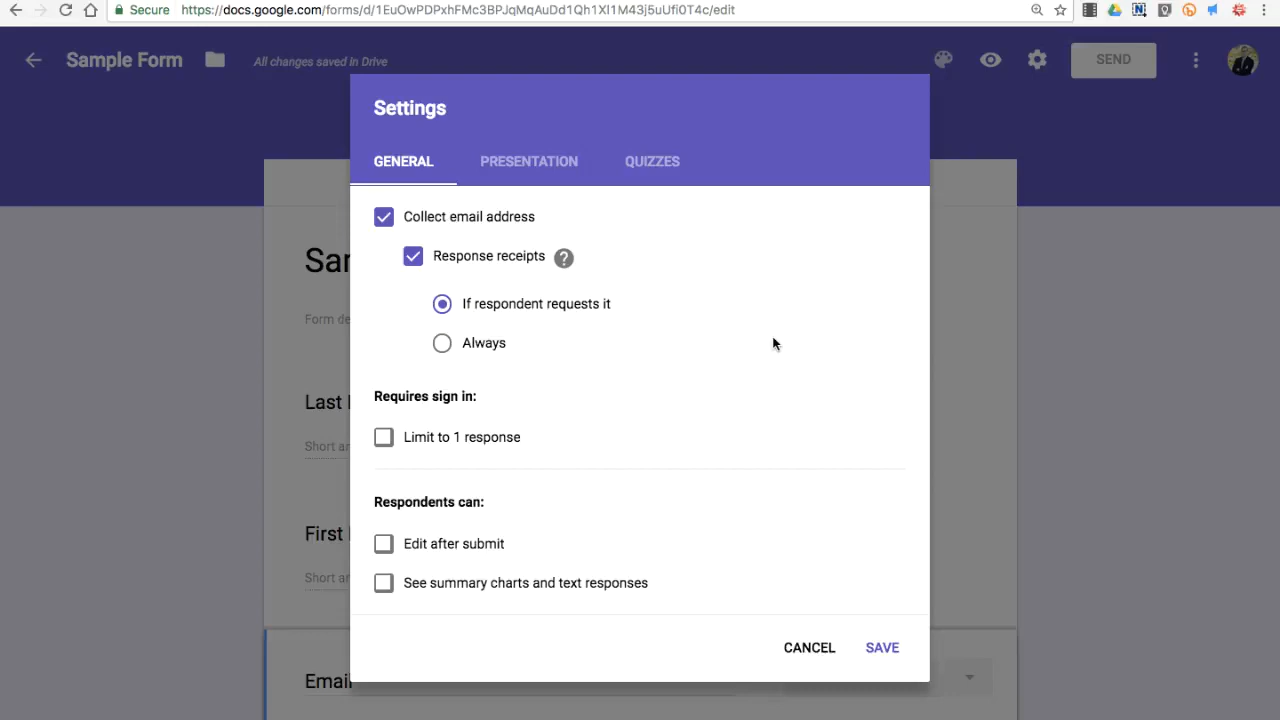 Secure https://docs.google.com/forms/d/1EuOwPDPxhFMc3BPJqMqAuDd1Qh1XI1M43j5uUfi0T4c/edit
Sample Form All changes saved in Drive SEND
Settings
GENERAL PRESENTATION QUIZZES
Collect email address
Response receipts ?
If respondent requests it
Always
Requires sign in:
Limit to 1 response
Respondents can:
Edit after submit
See summary charts and text responses
CANCEL SAVE
Sam
Form de
Last
Short an
First
Short an
Email